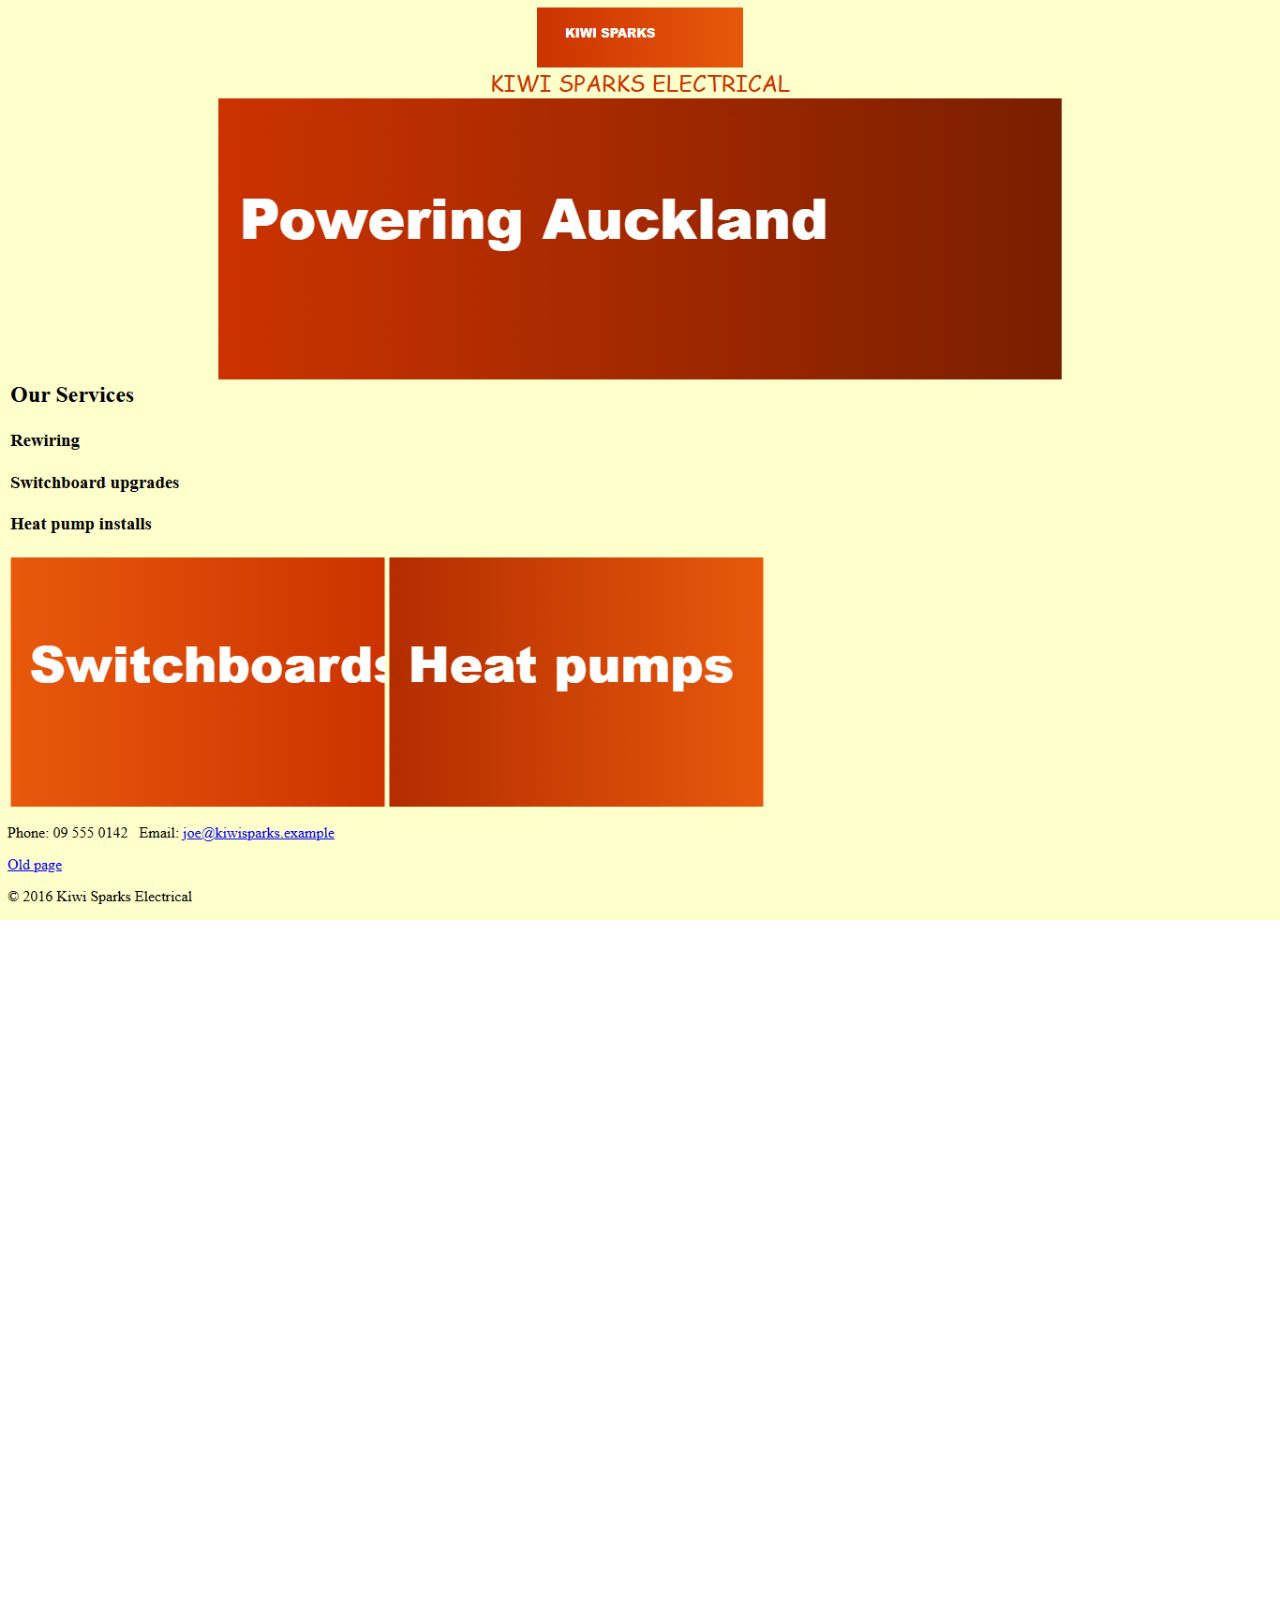 KIWI SPARKS
KIWI SPARKS ELECTRICAL
Powering Auckland
Our Services
Rewiring
Switchboard upgrades
Heat pump installs
Switchboards
Heat pumps
Phone: 09 555 0142   Email: joe@kiwisparks.example
Old page
© 2016 Kiwi Sparks Electrical